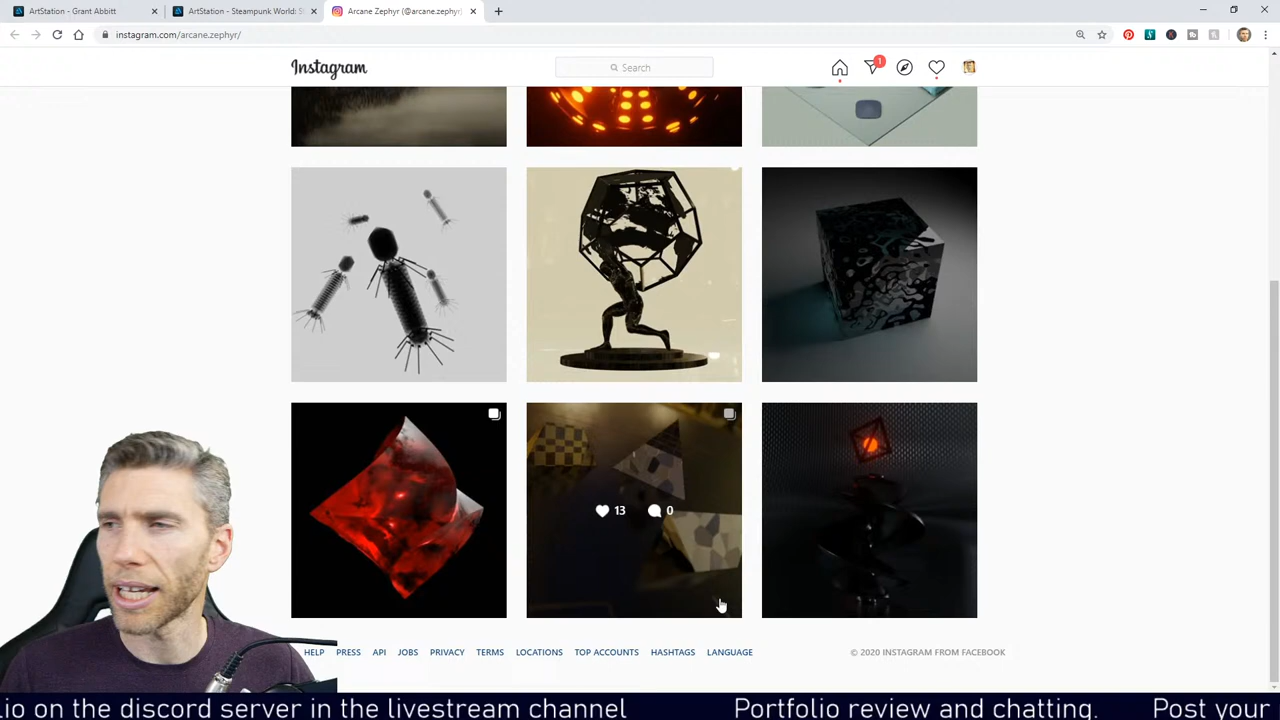 ArtStation - Grant Abbitt
ArtStation - Steampunk World: S
Arcane Zephyr (@arcane.zephyr)
instagram.com/arcane.zephyr/
Instagram
Search
1
13
0
HELP PRESS API JOBS PRIVACY TERMS LOCATIONS TOP ACCOUNTS HASHTAGS LANGUAGE
© 2020 INSTAGRAM FROM FACEBOOK
lio on the discord server in the livestream channel Portfolio review and chatting. Post your